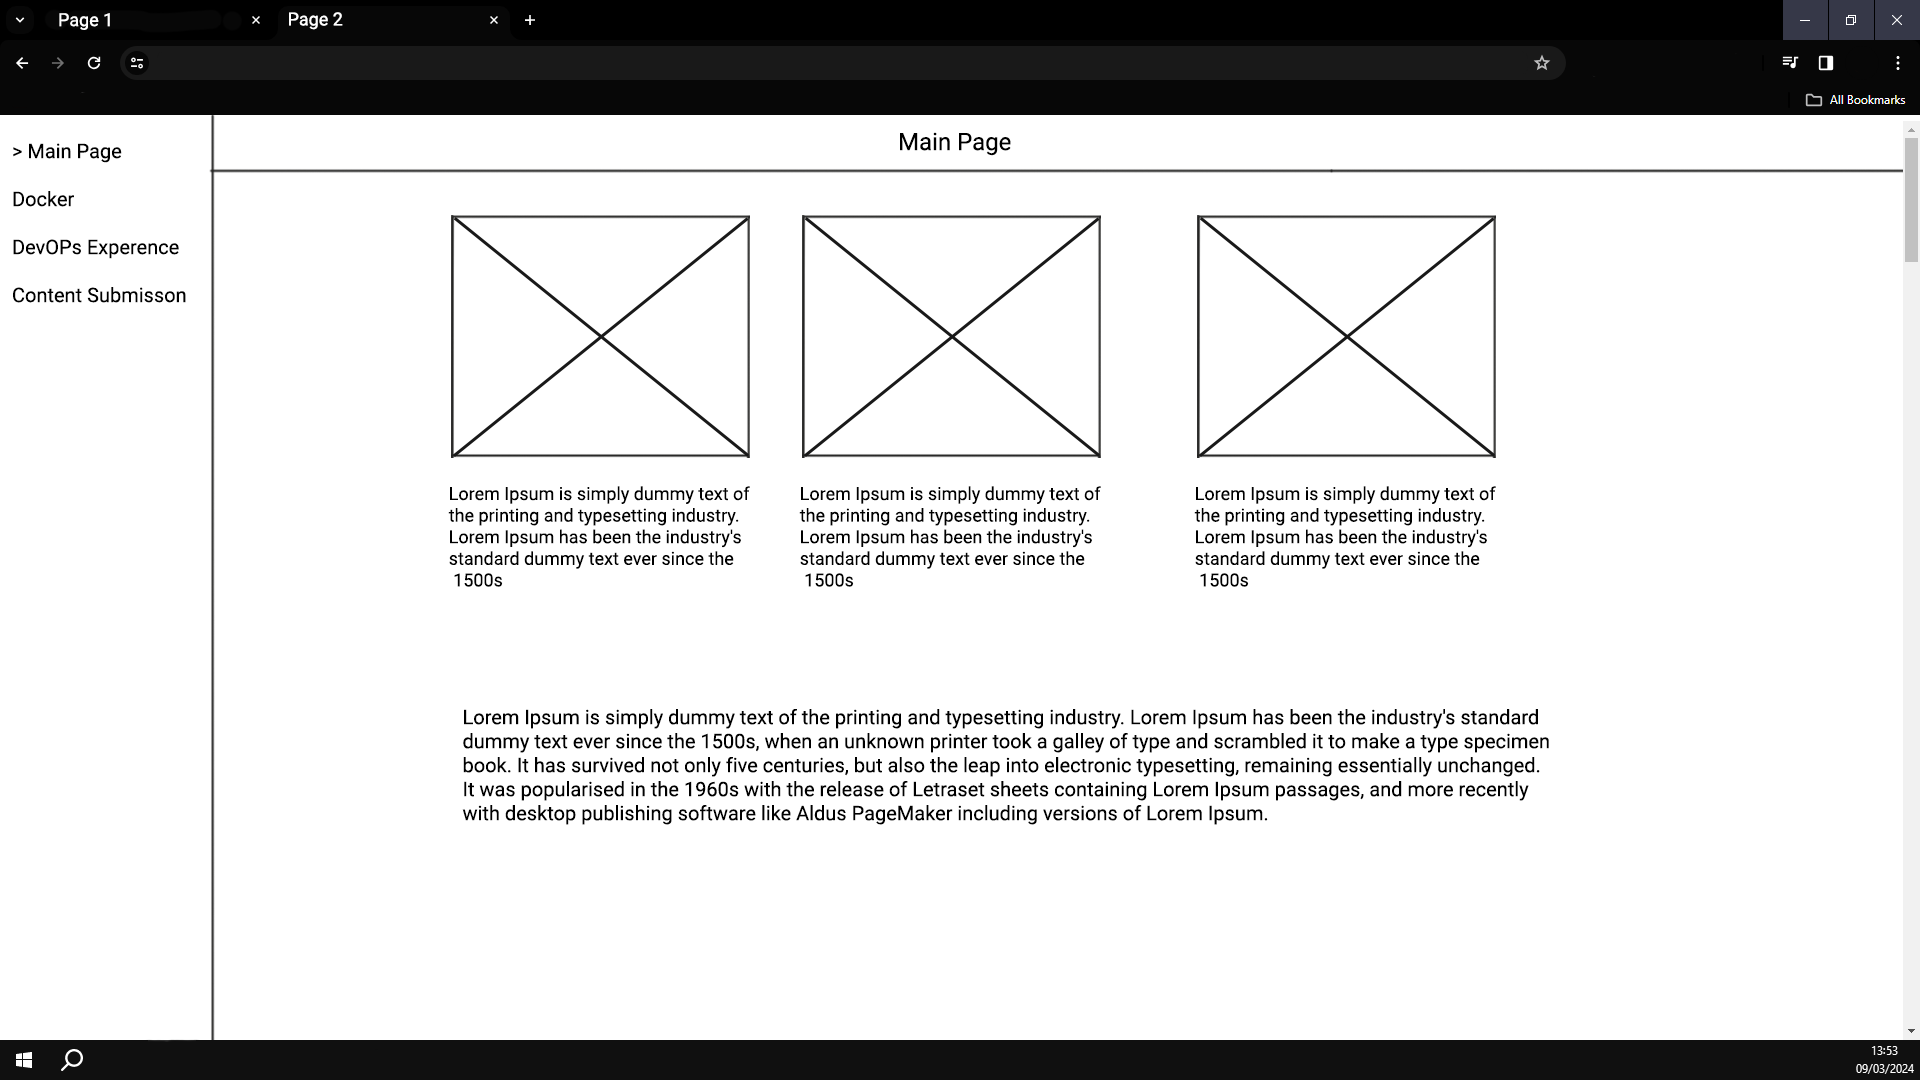 Page 1
Page 2
All Bookmarks
> Main Page
Docker
DevOPs Experence
Content Submisson
Main Page
Lorem Ipsum is simply dummy text of
the printing and typesetting industry.
Lorem Ipsum has been the industry's
standard dummy text ever since the
1500s
Lorem Ipsum is simply dummy text of
the printing and typesetting industry.
Lorem Ipsum has been the industry's
standard dummy text ever since the
1500s
Lorem Ipsum is simply dummy text of
the printing and typesetting industry.
Lorem Ipsum has been the industry's
standard dummy text ever since the
1500s
Lorem Ipsum is simply dummy text of the printing and typesetting industry. Lorem Ipsum has been the industry's standard
dummy text ever since the 1500s, when an unknown printer took a galley of type and scrambled it to make a type specimen
book. It has survived not only five centuries, but also the leap into electronic typesetting, remaining essentially unchanged.
It was popularised in the 1960s with the release of Letraset sheets containing Lorem Ipsum passages, and more recently
with desktop publishing software like Aldus PageMaker including versions of Lorem Ipsum.
13:53
09/03/2024